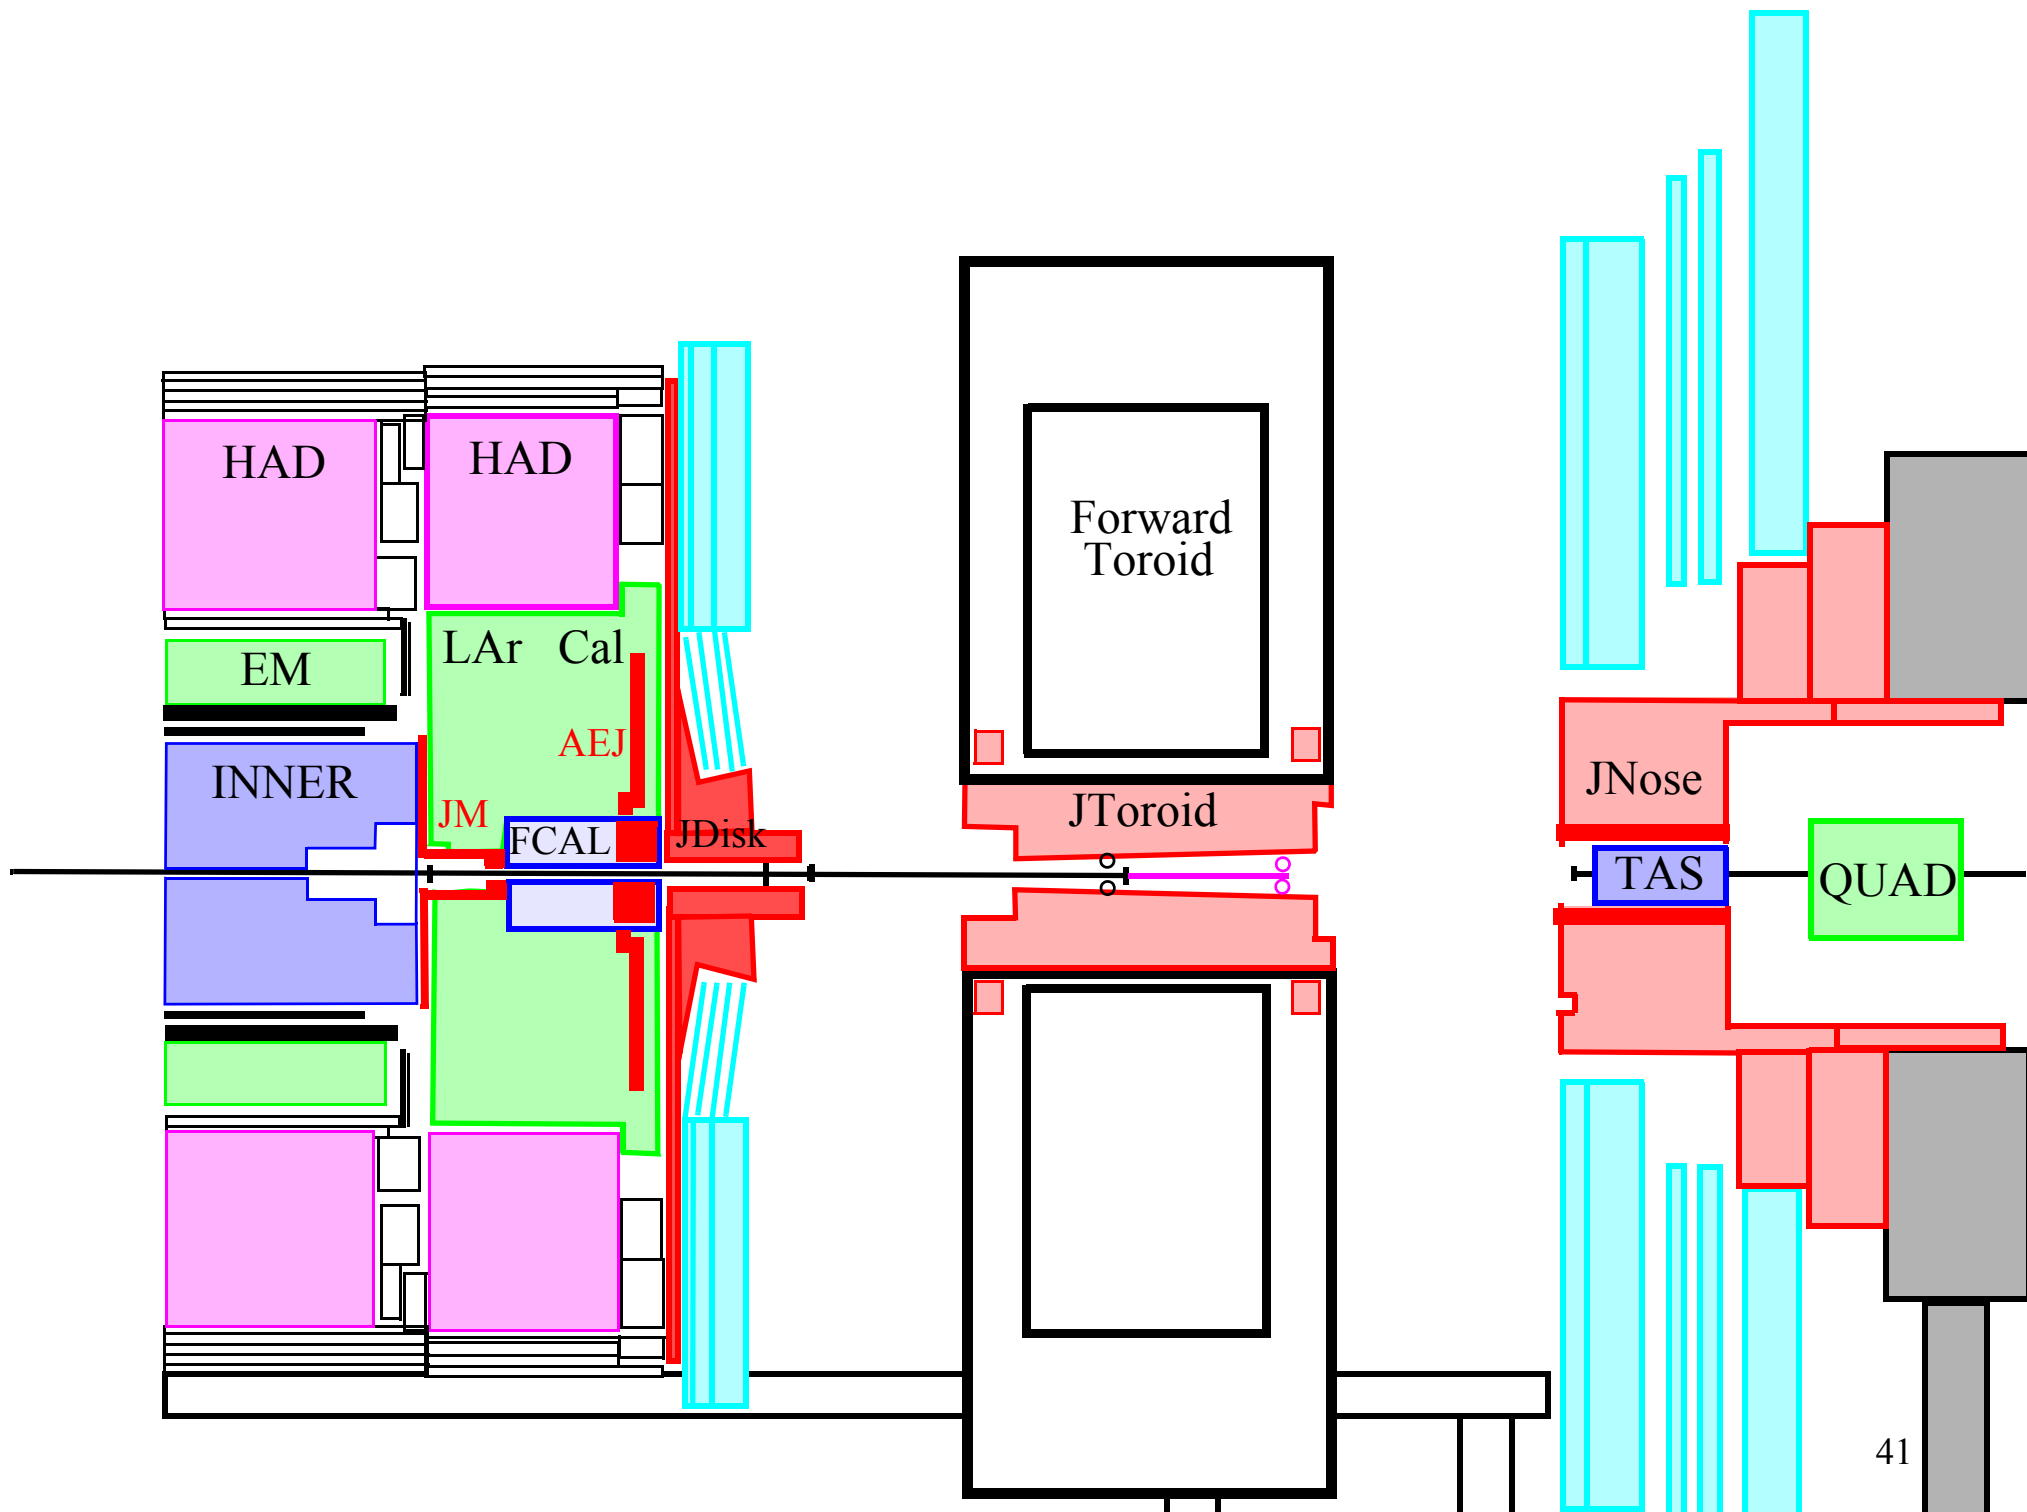 HAD
HAD
Forward
Toroid
LAr Cal
EM
AEJ
INNER
JM
JNose
JToroid
FCAL
JDisk
TAS
QUAD
41